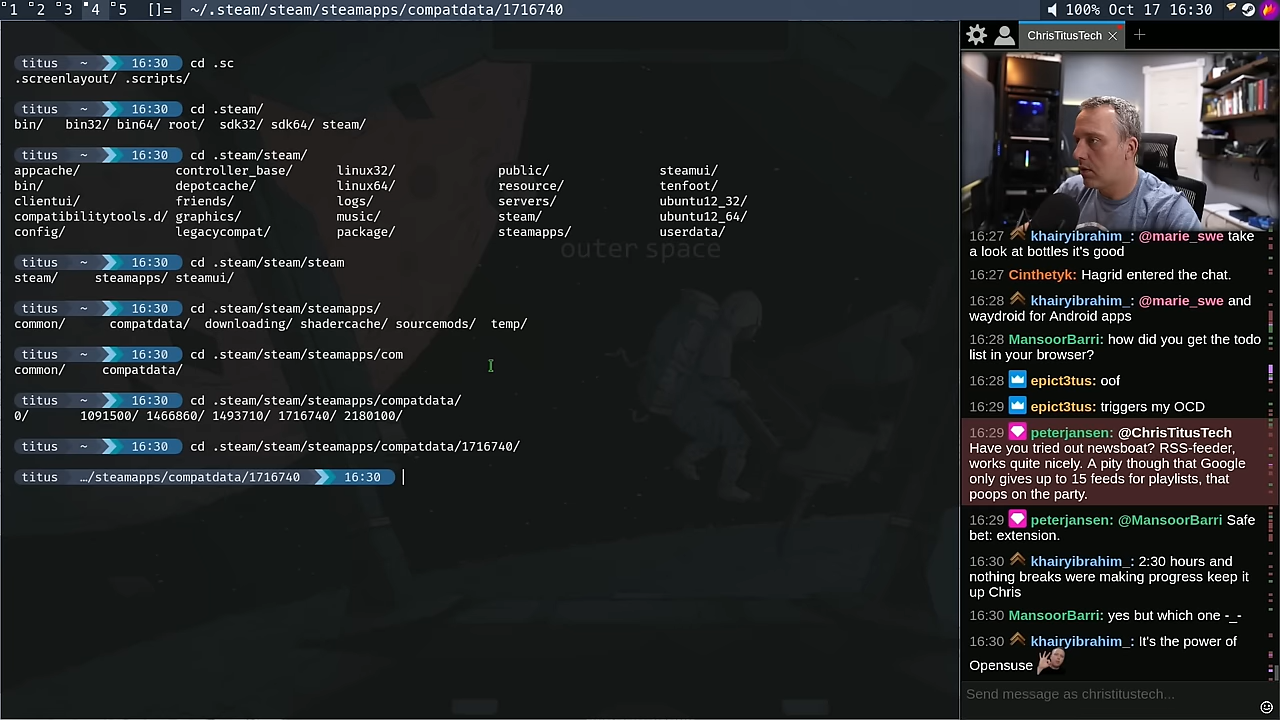 1 2 3 4 5 []= ~/.steam/steam/steamapps/compatdata/1716740 100% Oct 17 16:30
titus ~ 16:30 cd .sc
.screenlayout/ .scripts/
titus ~ 16:30 cd .steam/
bin/ bin32/ bin64/ root/ sdk32/ sdk64/ steam/
titus ~ 16:30 cd .steam/steam/
appcache/ controller_base/ linux32/ public/ steamui/
bin/ depotcache/ linux64/ resource/ tenfoot/
clientui/ friends/ logs/ servers/ ubuntu12_32/
compatibilitytools.d/ graphics/ music/ steam/ ubuntu12_64/
config/ legacycompat/ package/ steamapps/ userdata/
outer space
titus ~ 16:30 cd .steam/steam/steam
steam/ steamapps/ steamui/
titus ~ 16:30 cd .steam/steam/steamapps/
common/ compatdata/ downloading/ shadercache/ sourcemods/ temp/
titus ~ 16:30 cd .steam/steam/steamapps/com
common/ compatdata/
titus ~ 16:30 cd .steam/steam/steamapps/compatdata/
0/ 1091500/ 1466860/ 1493710/ 1716740/ 2180100/
titus ~ 16:30 cd .steam/steam/steamapps/compatdata/1716740/
titus …/steamapps/compatdata/1716740 16:30
ChrisTitusTech
16:27 khairyibrahim_: @marie_swe take
a look at bottles it's good
16:27 Cinthetyk: Hagrid entered the chat.
16:28 khairyibrahim_: @marie_swe and
waydroid for Android apps
16:28 MansoorBarri: how did you get the todo
list in your browser?
16:28 epict3tus: oof
16:29 epict3tus: triggers my OCD
16:29 peterjansen: @ChrisTitusTech
Have you tried out newsboat? RSS-feeder,
works quite nicely. A pity though that Google
only gives up to 15 feeds for playlists, that
poops on the party.
16:29 peterjansen: @MansoorBarri Safe
bet: extension.
16:30 khairyibrahim_: 2:30 hours and
nothing breaks were making progress keep it
up Chris
16:30 MansoorBarri: yes but which one -_-
16:30 khairyibrahim_: It's the power of
Opensuse
Send message as christitustech...